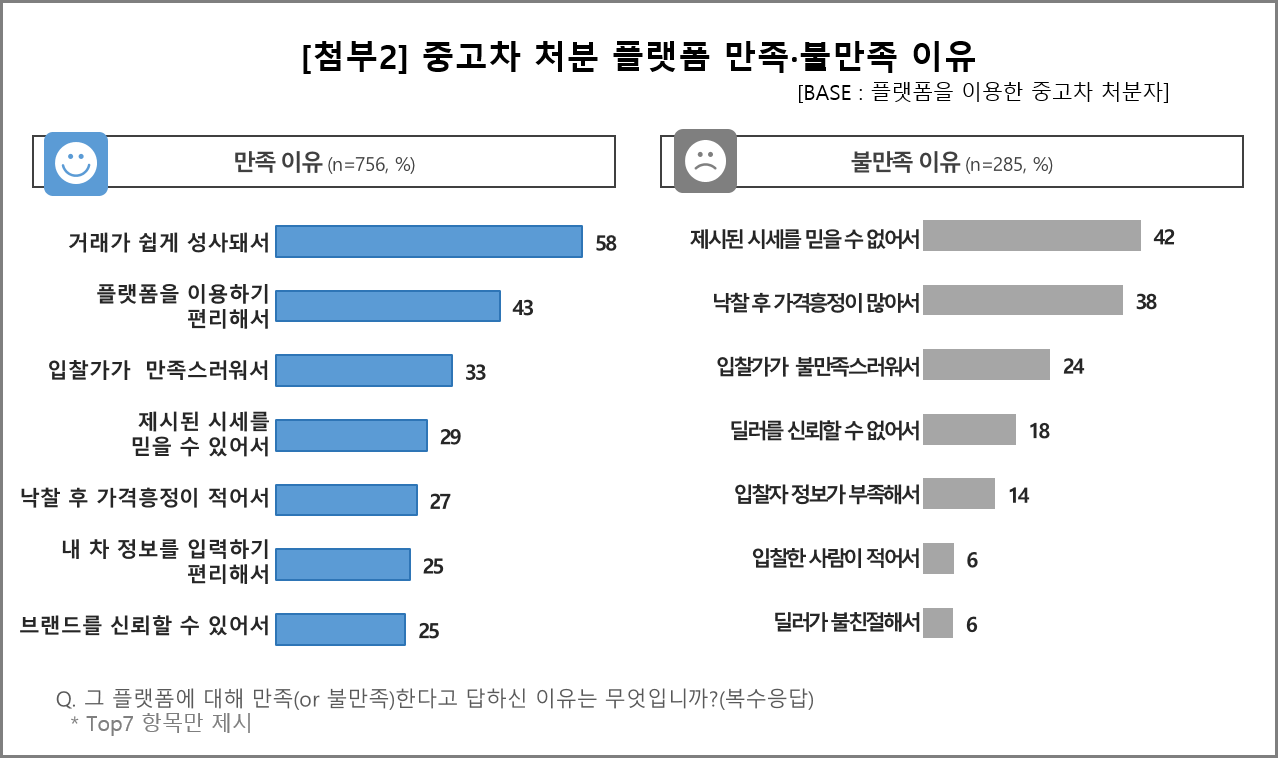 [첨부2] 중고차 처분 플랫폼 만족·불만족 이유
[BASE : 플랫폼을 이용한 중고차 처분자]
만족 이유 (n=756, %)
거래가 쉽게 성사돼서 58
플랫폼을 이용하기
편리해서 43
입찰가가 만족스러워서 33
제시된 시세를
믿을 수 있어서 29
낙찰 후 가격흥정이 적어서 27
내 차 정보를 입력하기
편리해서 25
브랜드를 신뢰할 수 있어서 25
불만족 이유 (n=285, %)
제시된 시세를 믿을 수 없어서 42
낙찰 후 가격흥정이 많아서 38
입찰가가 불만족스러워서 24
딜러를 신뢰할 수 없어서 18
입찰자 정보가 부족해서 14
입찰한 사람이 적어서 6
딜러가 불친절해서 6
Q. 그 플랫폼에 대해 만족(or 불만족)한다고 답하신 이유는 무엇입니까?(복수응답)
* Top7 항목만 제시